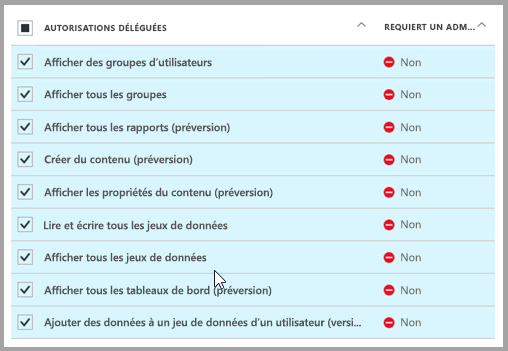 AUTORISATIONS DÉLÉGUÉES REQUIERT UN ADM...
Afficher des groupes d'utilisateurs Non
Afficher tous les groupes Non
Afficher tous les rapports (préversion) Non
Créer du contenu (préversion) Non
Afficher les propriétés du contenu (préversion) Non
Lire et écrire tous les jeux de données Non
Afficher tous les jeux de données Non
Afficher tous les tableaux de bord (préversion) Non
Ajouter des données à un jeu de données d'un utilisateur (versi... Non